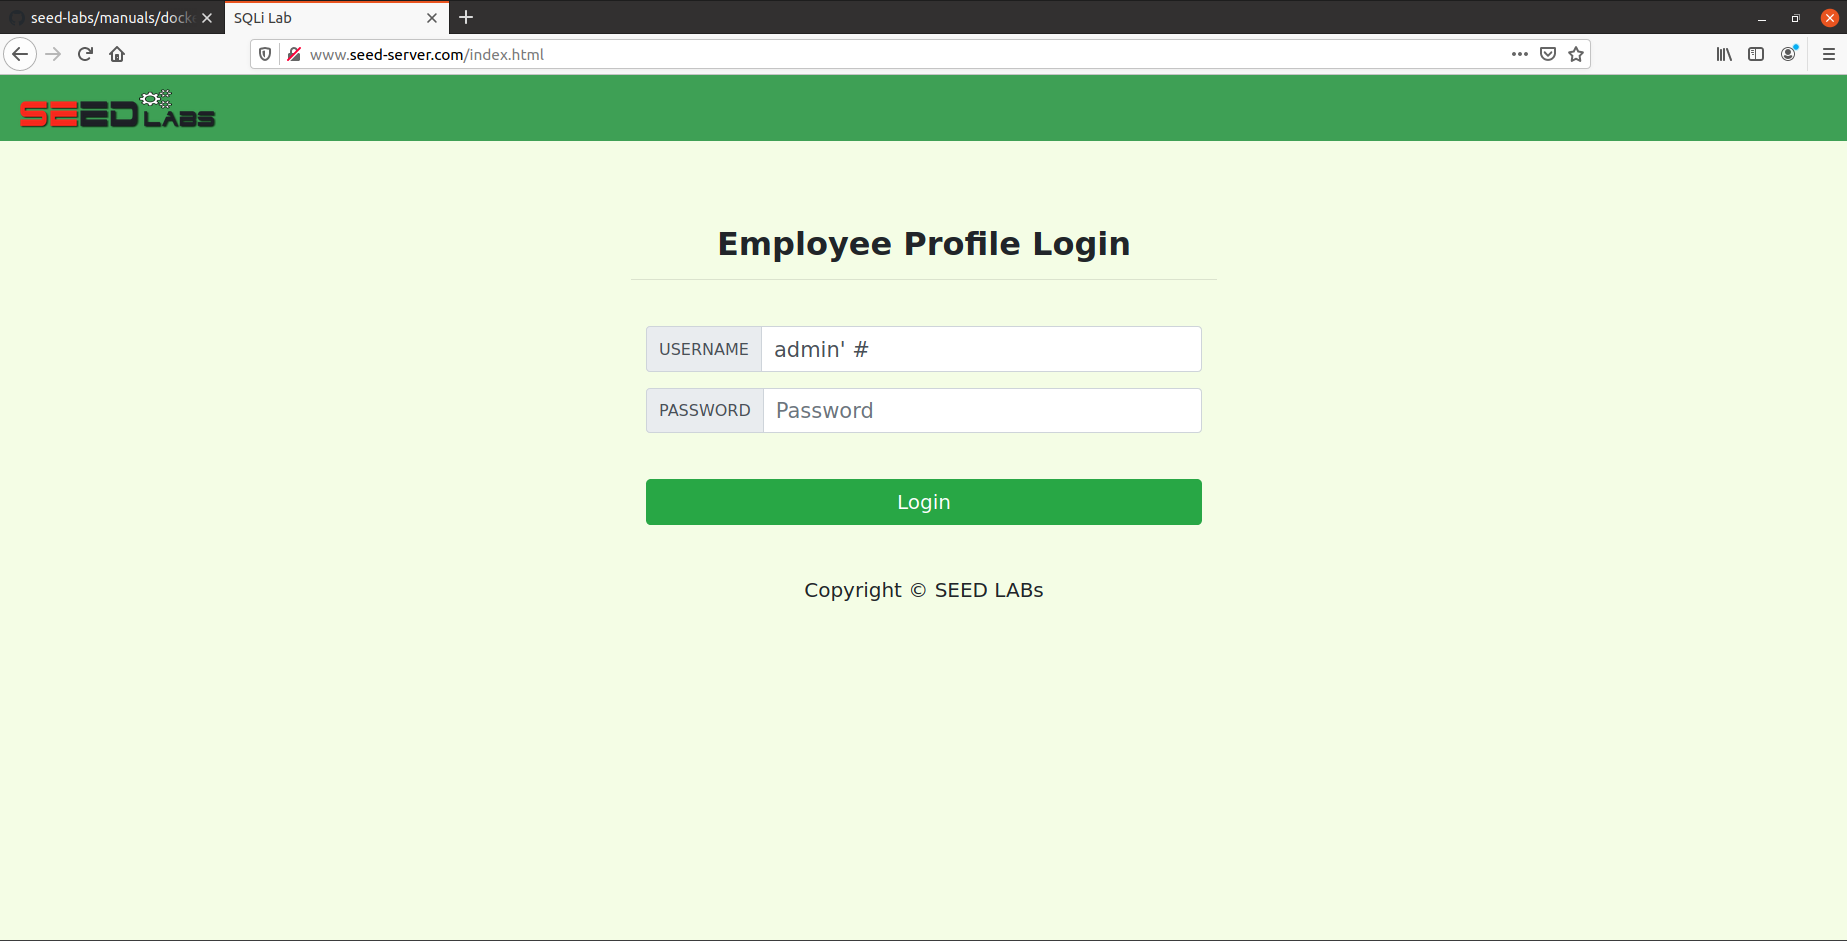 seed-labs/manuals/docke
SQLi Lab
www.seed-server.com/index.html
SEED LABS
Employee Profile Login
USERNAME admin' #
PASSWORD Password
Login
Copyright © SEED LABs